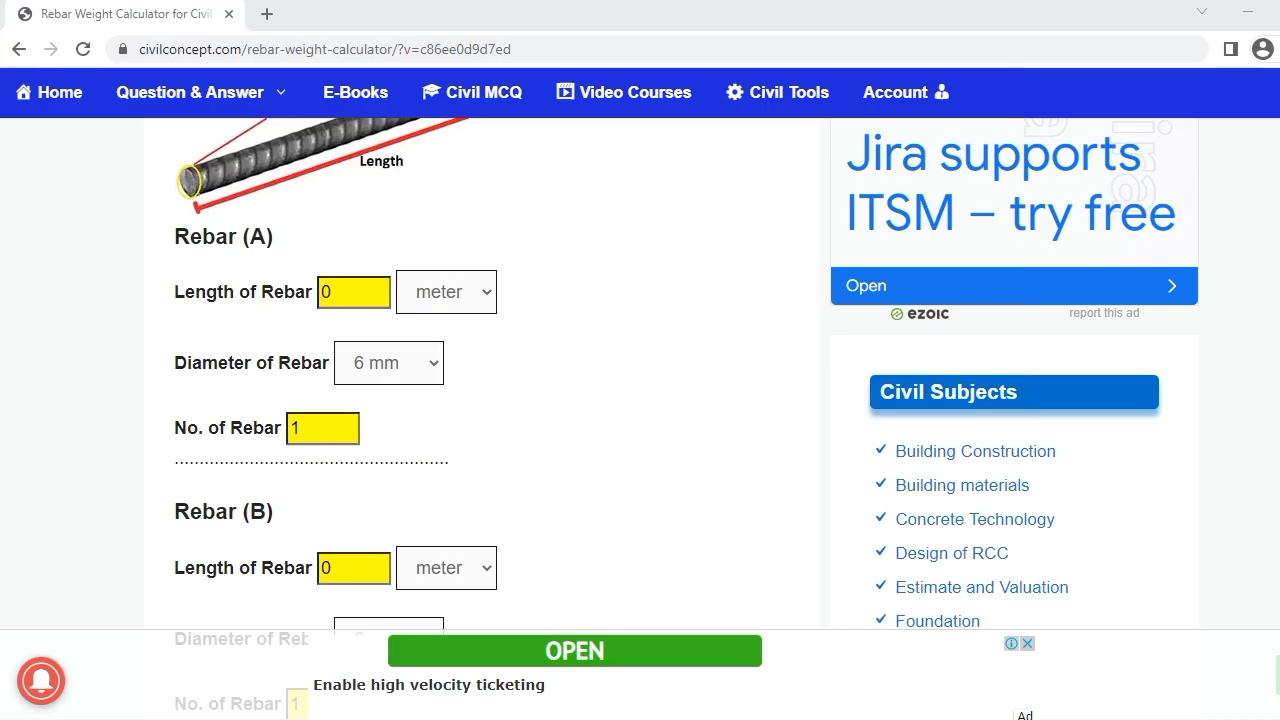 Rebar Weight Calculator for Civil
civilconcept.com/rebar-weight-calculator/?v=c86ee0d9d7ed
Home Question & Answer E-Books Civil MCQ Video Courses Civil Tools Account
Length
Rebar (A)
Length of Rebar 0 meter
Diameter of Rebar 6 mm
No. of Rebar 1
Rebar (B)
Length of Rebar 0 meter
Diameter of Reb
No. of Rebar 1
Jira supports
ITSM – try free
Open
ezoic report this ad
Civil Subjects
Building Construction
Building materials
Concrete Technology
Design of RCC
Estimate and Valuation
Foundation
OPEN
Enable high velocity ticketing
Ad